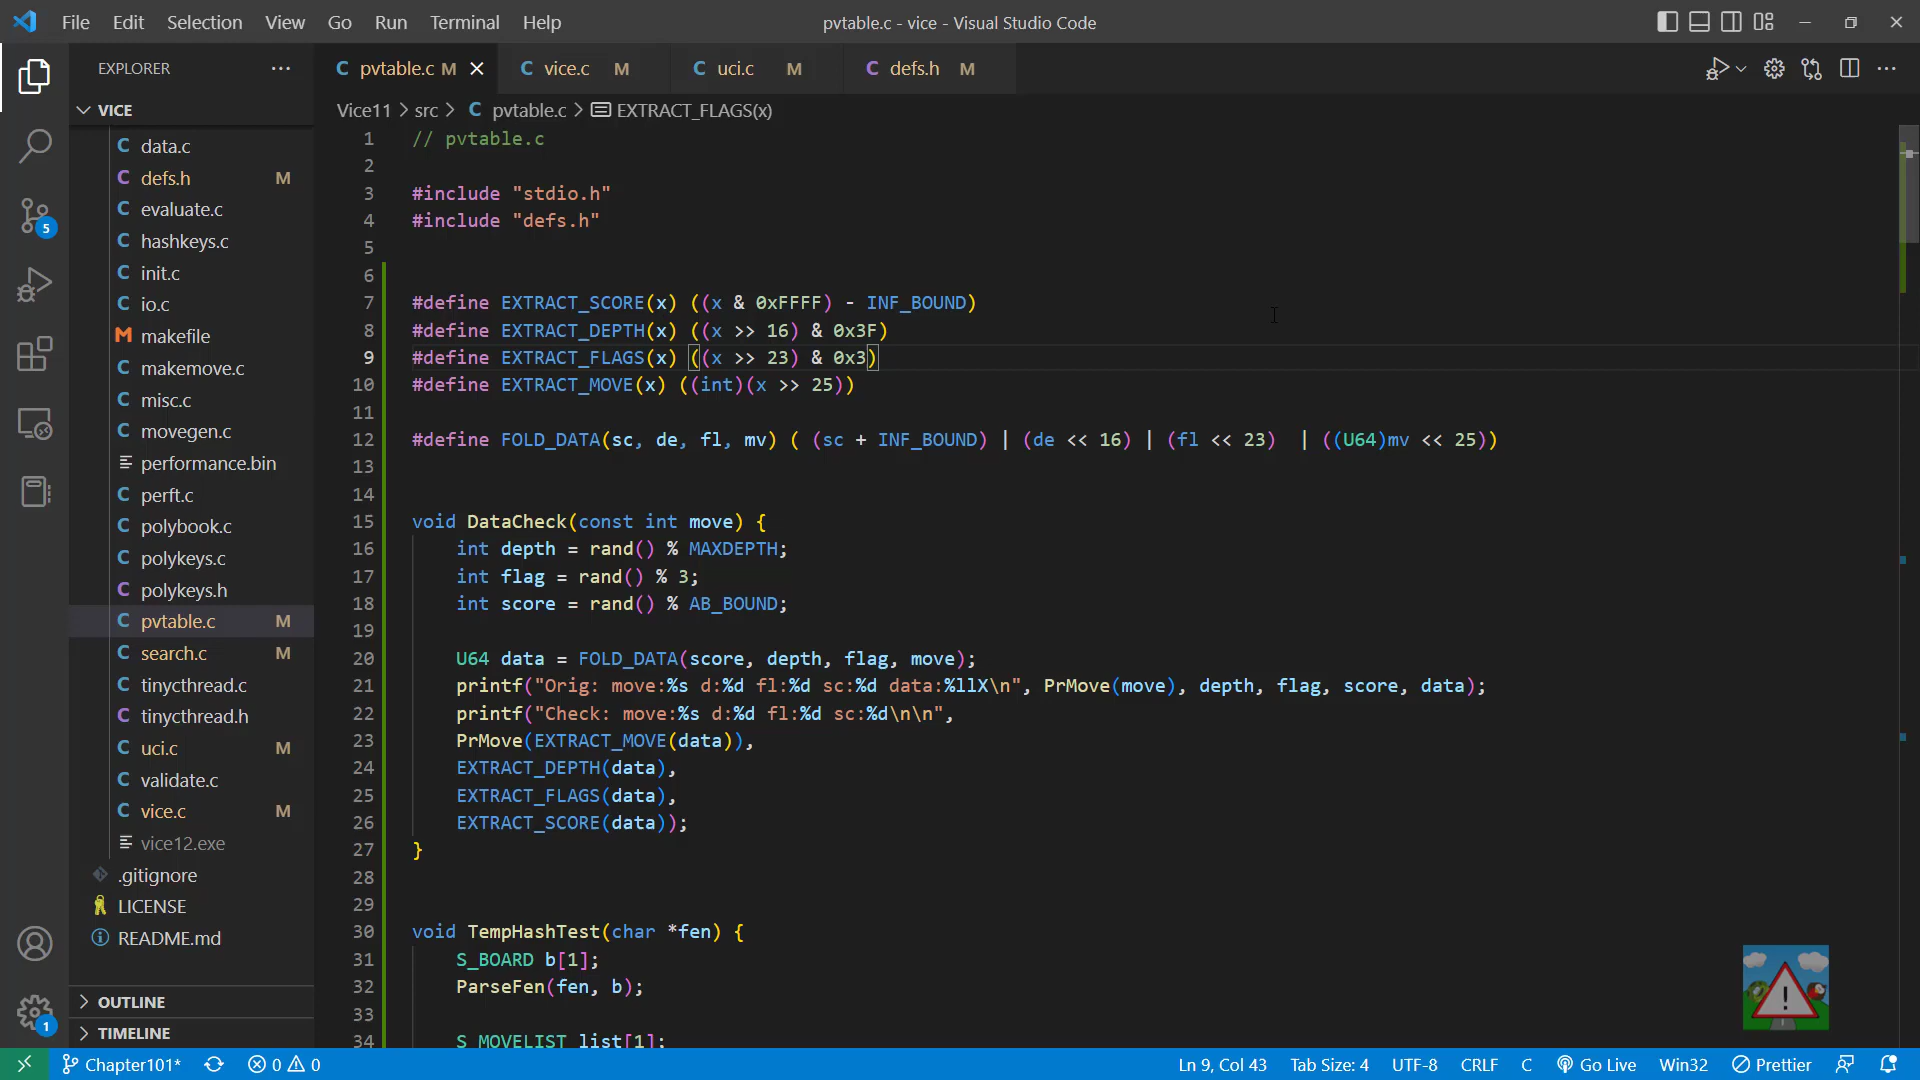 File Edit Selection View Go Run Terminal Help
pvtable.c - vice - Visual Studio Code
EXPLORER
VICE
data.c
defs.h M
evaluate.c
hashkeys.c
init.c
io.c
makefile
makemove.c
misc.c
movegen.c
performance.bin
perft.c
polybook.c
polykeys.c
polykeys.h
pvtable.c M
search.c M
tinycthread.c
tinycthread.h
uci.c M
validate.c
vice.c M
vice12.exe
.gitignore
LICENSE
README.md
OUTLINE
TIMELINE
5
1
pvtable.c M
vice.c M
uci.c M
defs.h M
Vice11 > src > C pvtable.c > EXTRACT_FLAGS(x)
1 // pvtable.c
2
3 #include "stdio.h"
4 #include "defs.h"
5
6
7 #define EXTRACT_SCORE(x) ((x & 0xFFFF) - INF_BOUND)
8 #define EXTRACT_DEPTH(x) ((x >> 16) & 0x3F)
9 #define EXTRACT_FLAGS(x) ((x >> 23) & 0x3)
10 #define EXTRACT_MOVE(x) ((int)(x >> 25))
11
12 #define FOLD_DATA(sc, de, fl, mv) ( (sc + INF_BOUND) | (de << 16) | (fl << 23)  | ((U64)mv << 25))
13
14
15 void DataCheck(const int move) {
16 int depth = rand() % MAXDEPTH;
17 int flag = rand() % 3;
18 int score = rand() % AB_BOUND;
19
20 U64 data = FOLD_DATA(score, depth, flag, move);
21 printf("Orig: move:%s d:%d fl:%d sc:%d data:%llX\n", PrMove(move), depth, flag, score, data);
22 printf("Check: move:%s d:%d fl:%d sc:%d\n\n",
23 PrMove(EXTRACT_MOVE(data)),
24 EXTRACT_DEPTH(data),
25 EXTRACT_FLAGS(data),
26 EXTRACT_SCORE(data));
27 }
28
29
30 void TempHashTest(char *fen) {
31 S_BOARD b[1];
32 ParseFen(fen, b);
33
34 S_MOVELIST list[1];
Chapter101* 0 0 Ln 9, Col 43 Tab Size: 4 UTF-8 CRLF C Go Live Win32 Prettier